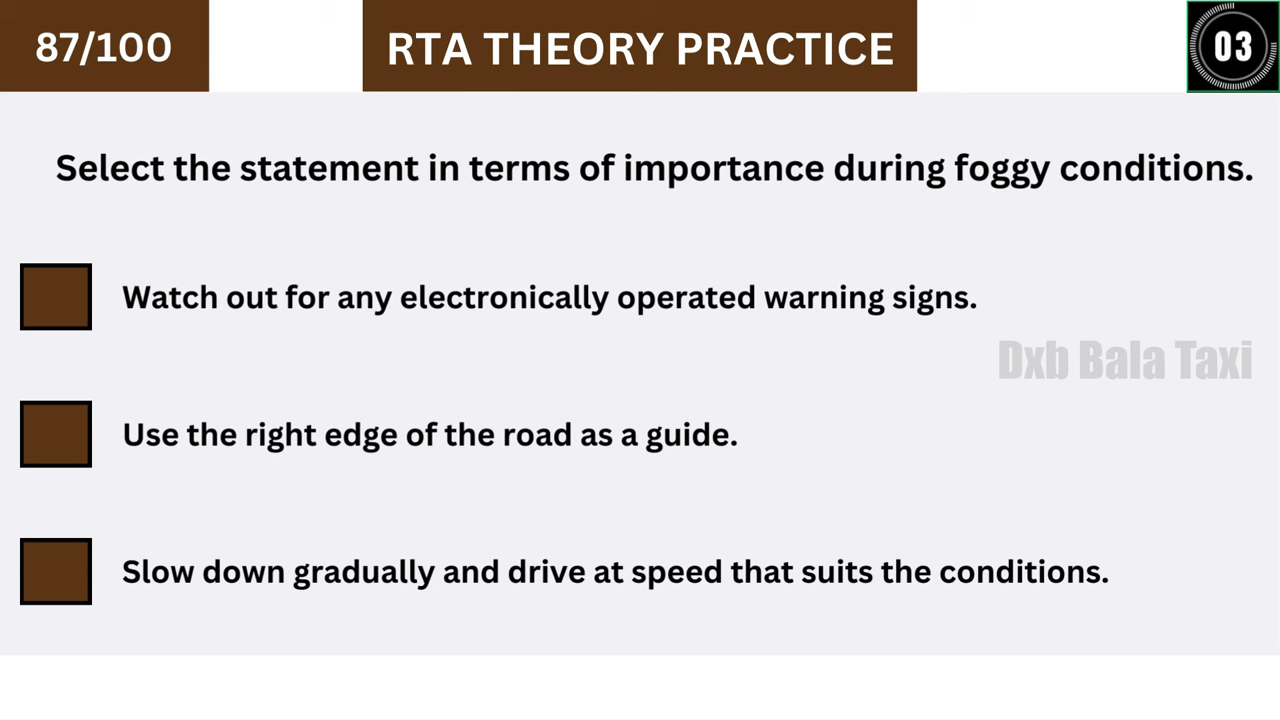 87/100
RTA THEORY PRACTICE
03
Select the statement in terms of importance during foggy conditions.
Watch out for any electronically operated warning signs.
Dxb Bala Taxi
Use the right edge of the road as a guide.
Slow down gradually and drive at speed that suits the conditions.